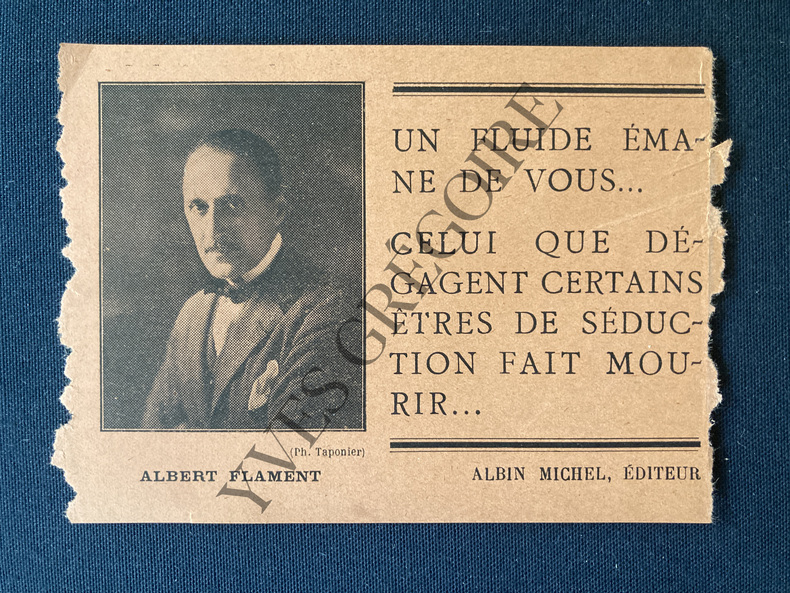 UN FLUIDE ÉMA-
NE DE VOUS...
CELUI QUE DÉ-
GAGENT CERTAINS
ÊTRES DE SÉDUC-
TION FAIT MOU-
RIR...
(Ph. Taponier)
ALBERT FLAMENT
ALBIN MICHEL, ÉDITEUR
YVES GRÉGOIRE